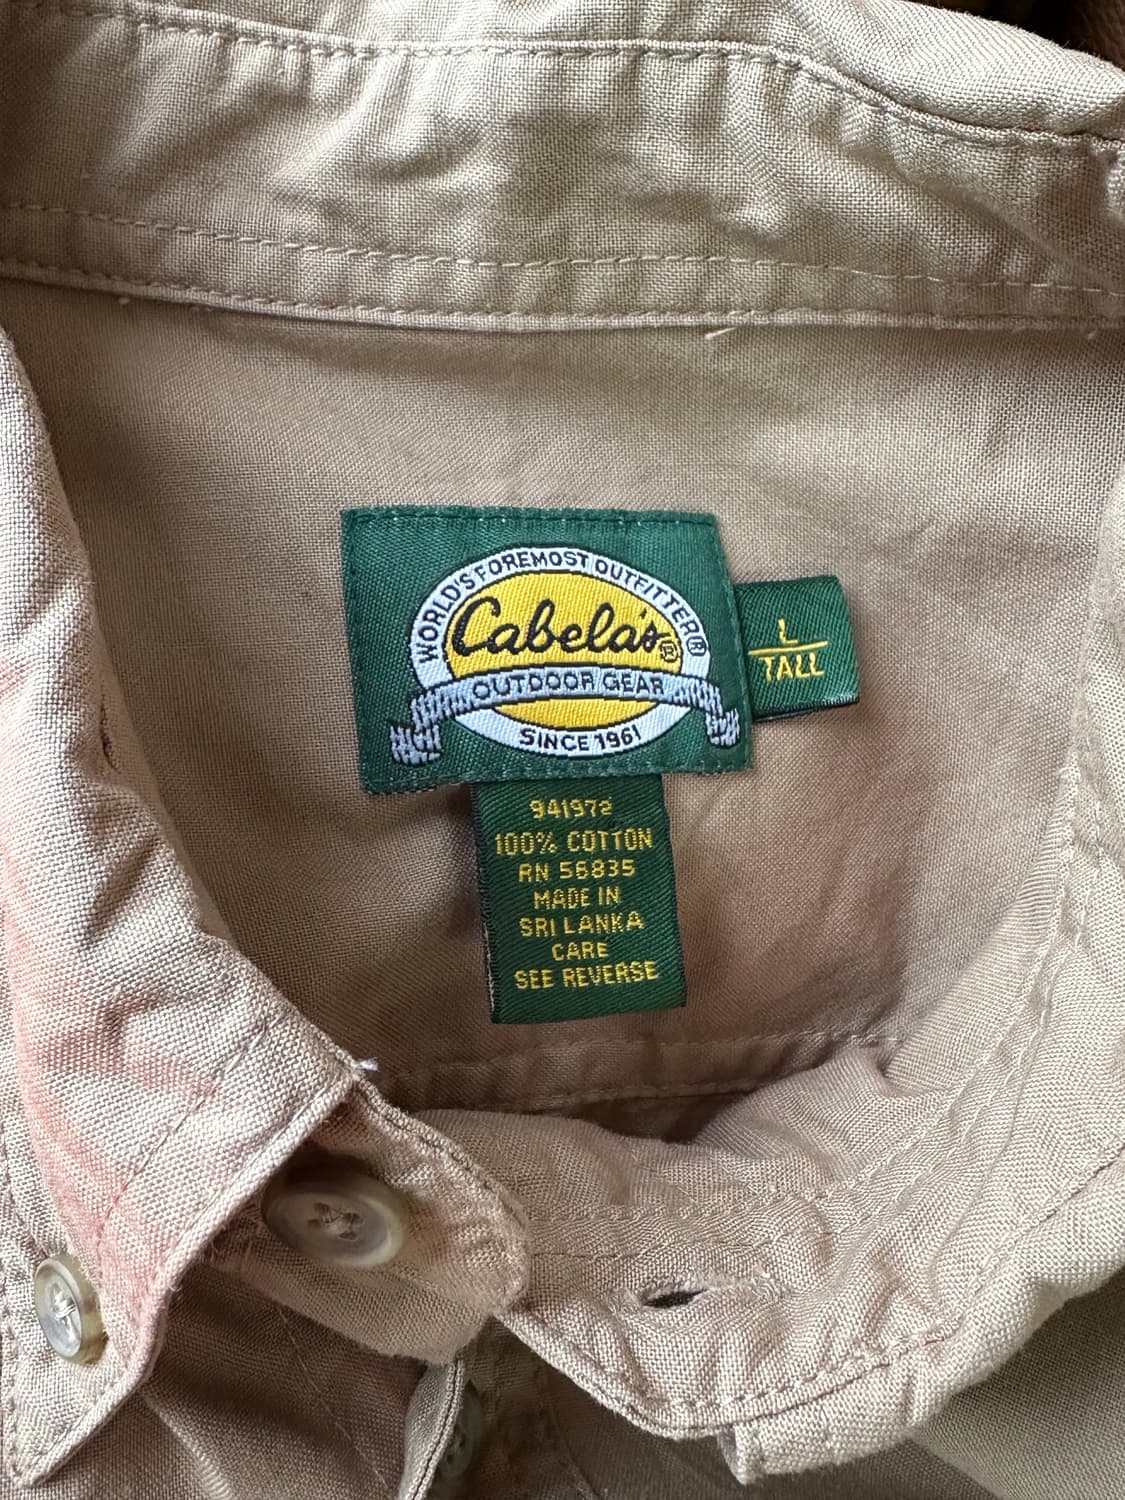 WORLD'S FOREMOST OUTFITTER®
Cabela's®
OUTDOOR GEAR
SINCE 1961
L
TALL
941972
100% COTTON
RN 56835
MADE IN
SRI LANKA
CARE
SEE REVERSE